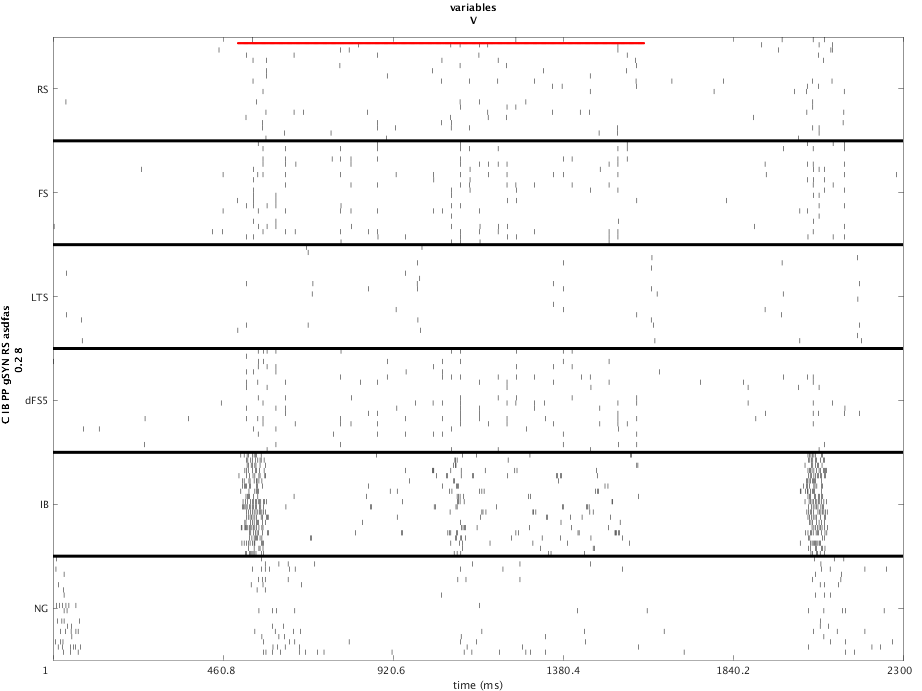 variables
V
C IB PP gSYN RS asdfas
0.2 8
RS
FS
LTS
dFS5
IB
NG
1
460.8
920.6
1380.4
1840.2
2300
time (ms)